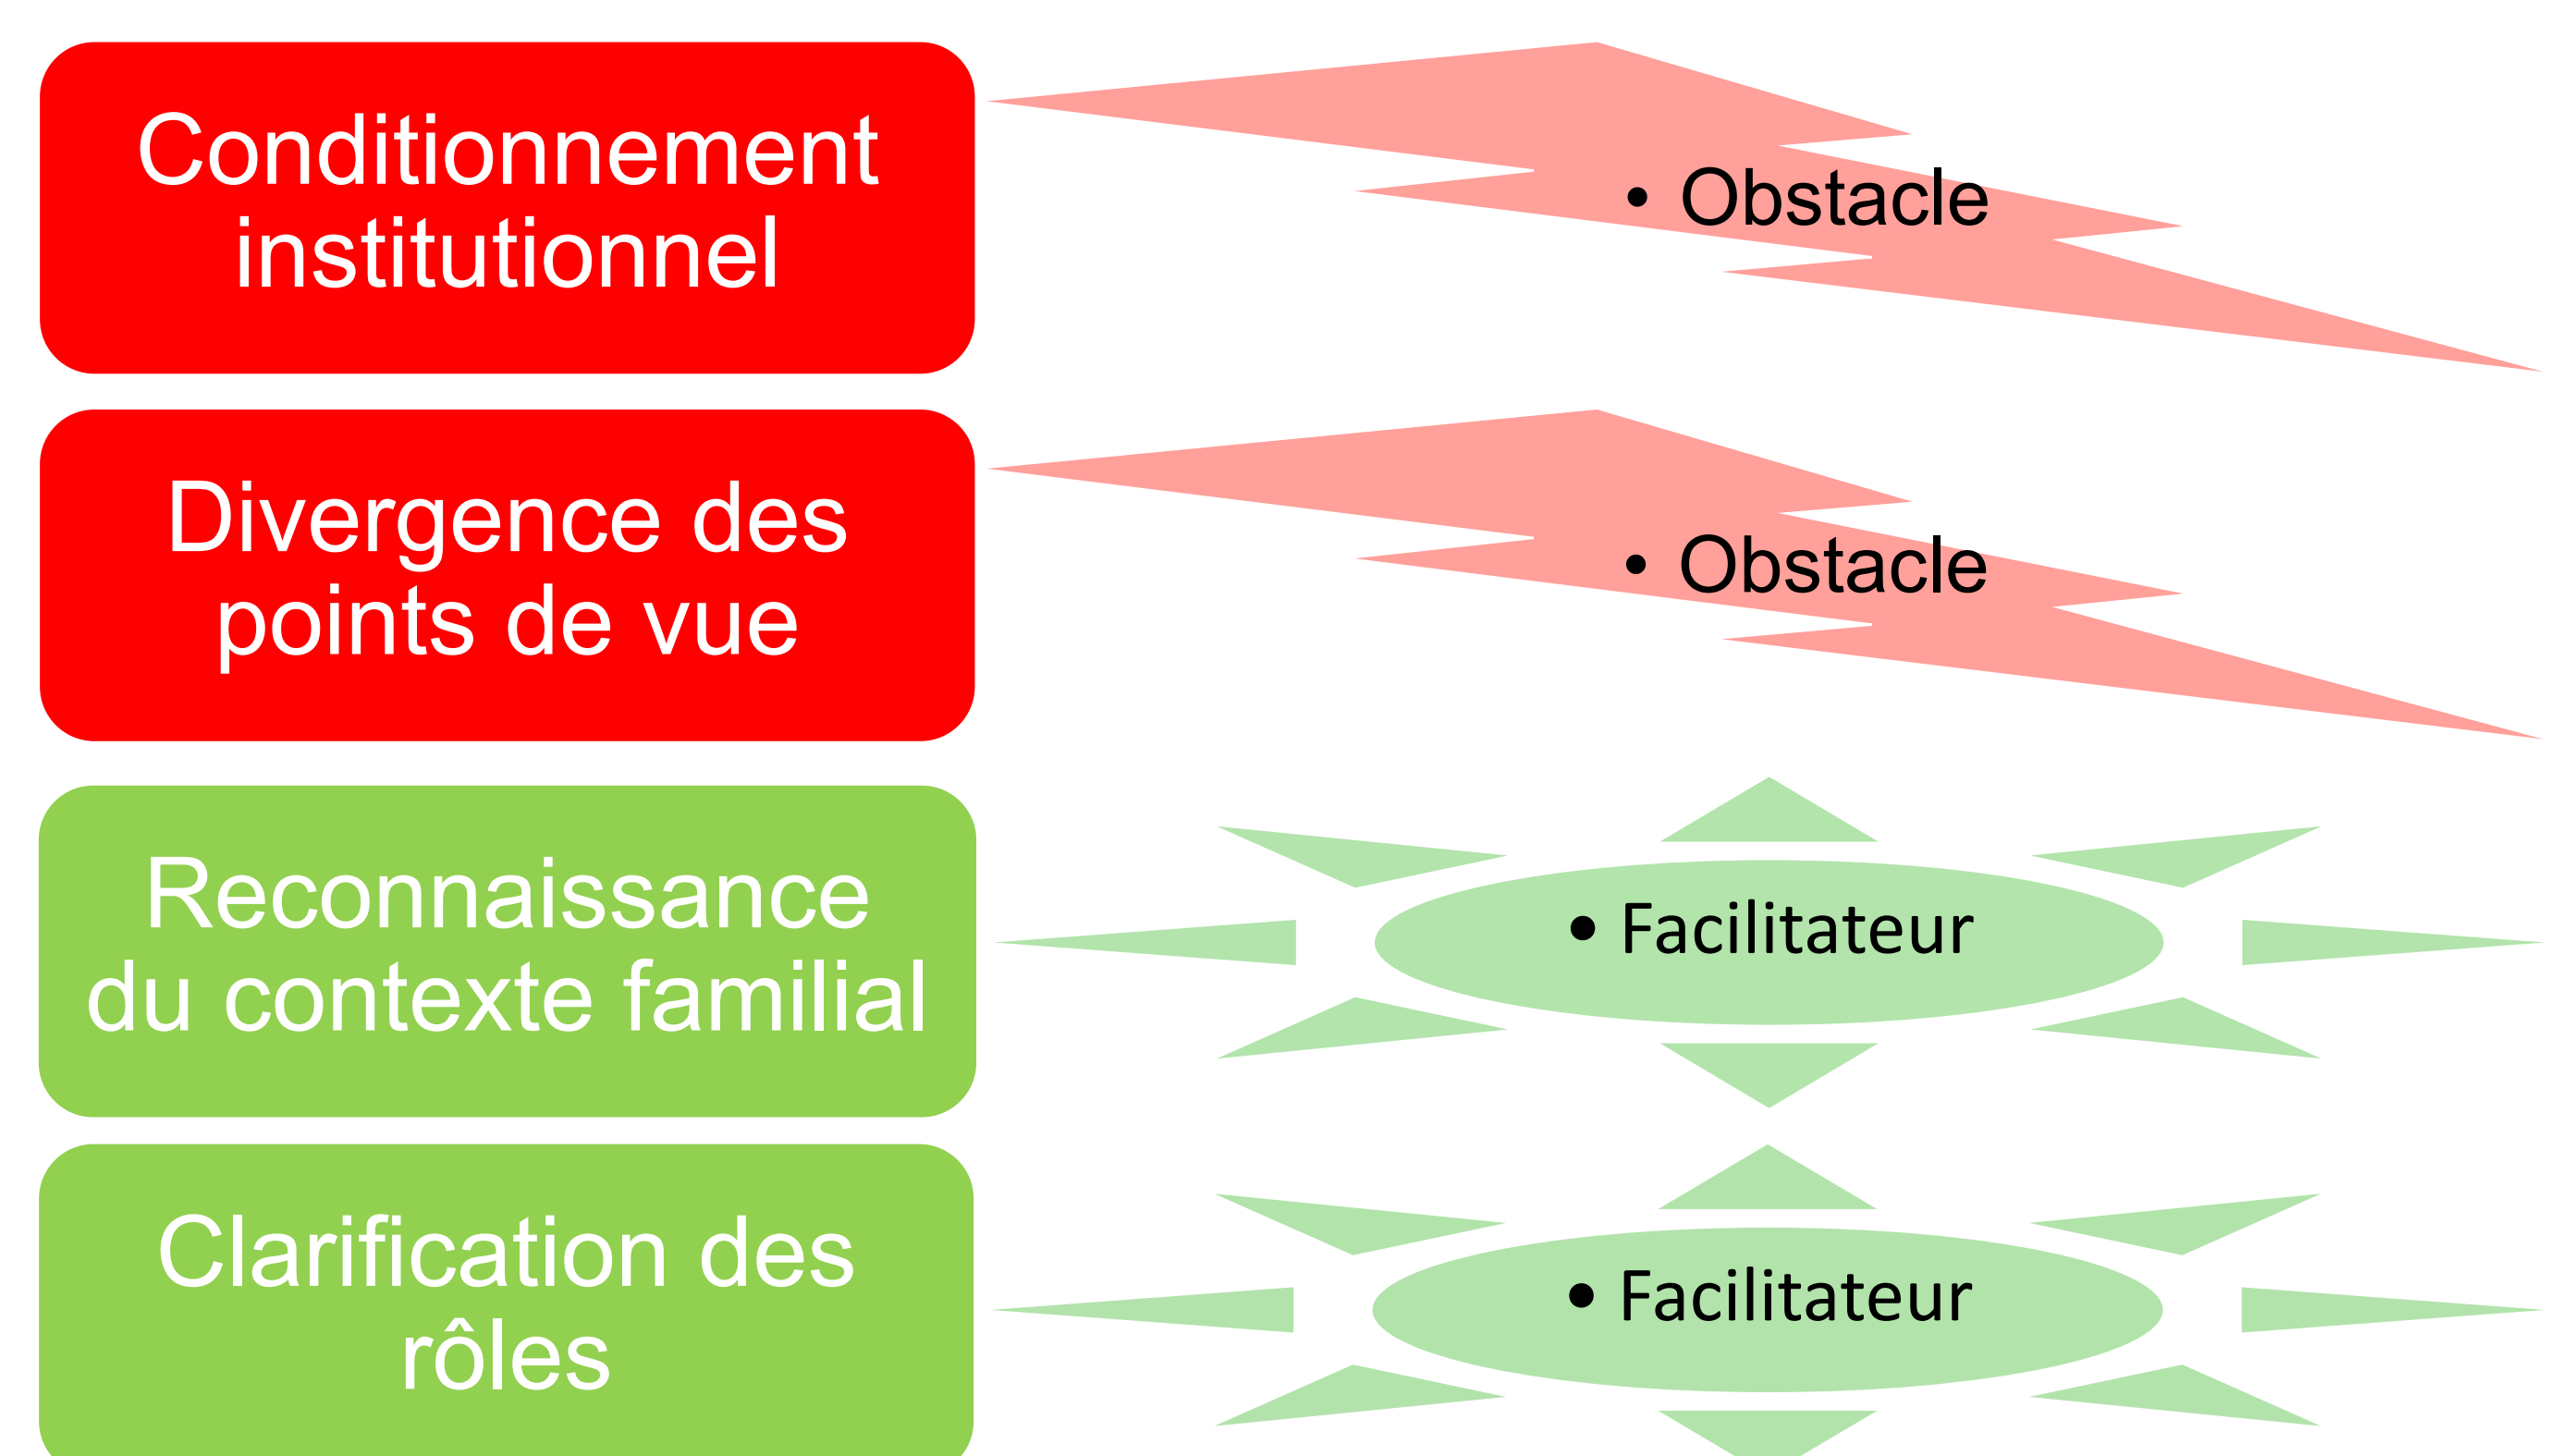 Conditionnement
institutionnel
• Obstacle
Divergence des
points de vue
• Obstacle
Reconnaissance
du contexte familial
• Facilitateur
Clarification des
rôles
• Facilitateur